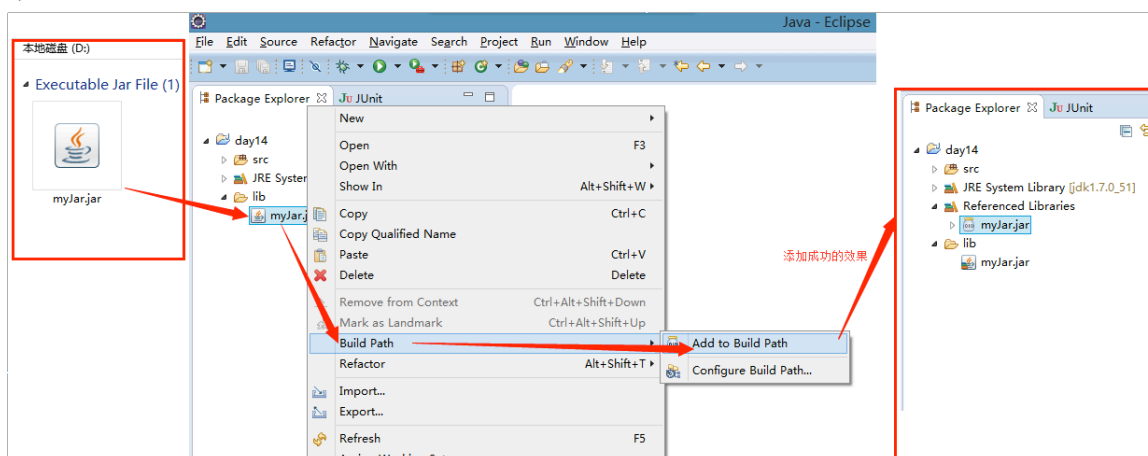 本地磁盘 (D:)
Executable Jar File (1)
myJar.jar
Java - Eclipse
File Edit Source Refactor Navigate Search Project Run Window Help
Package Explorer JUnit
day14
src
JRE System
lib
myJar.j
New
Open F3
Open With
Show In Alt+Shift+W
Copy Ctrl+C
Copy Qualified Name
Paste Ctrl+V
Delete Delete
Remove from Context Ctrl+Alt+Shift+Down
Mark as Landmark Ctrl+Alt+Shift+Up
Build Path
Refactor Alt+Shift+T
Import...
Export...
Refresh F5
Add to Build Path
Configure Build Path...
添加成功的效果
Package Explorer JUnit
day14
src
JRE System Library [jdk1.7.0_51]
Referenced Libraries
myJar.jar
lib
myJar.jar